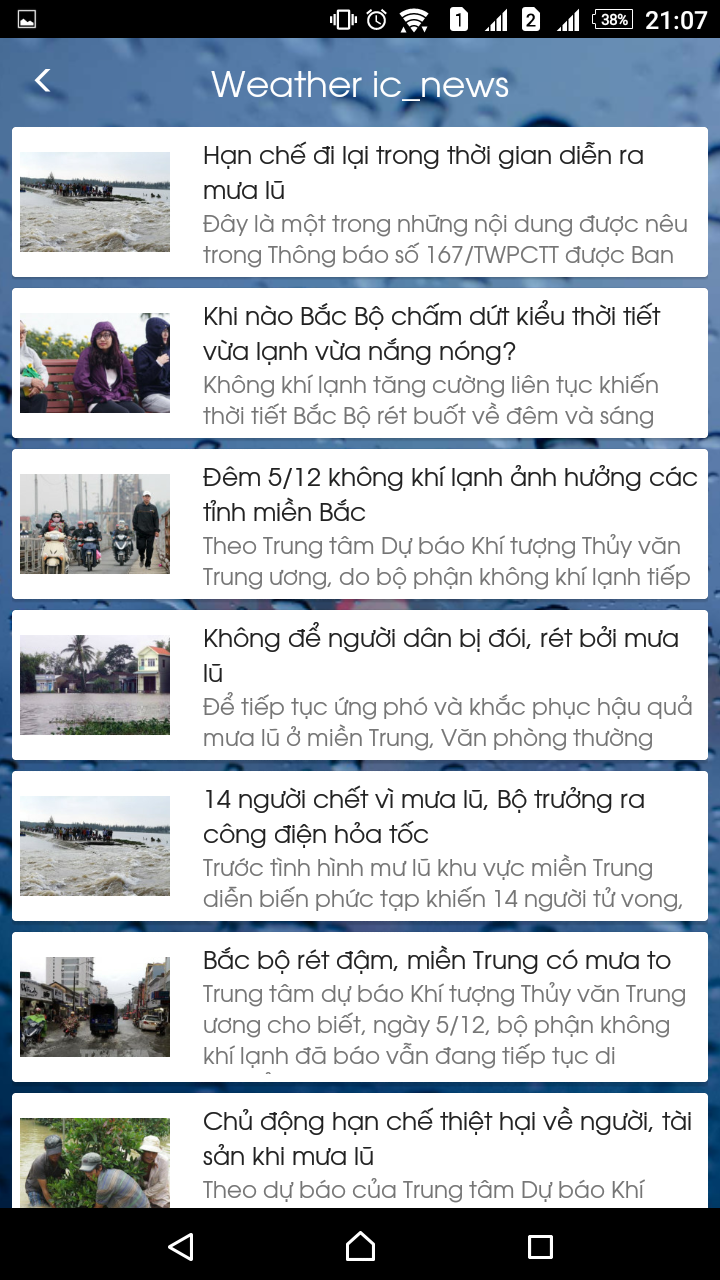 1
2
38%
21:07
Weather ic_news
Hạn chế đi lại trong thời gian diễn ra
mưa lũ
Đây là một trong những nội dung được nêu
trong Thông báo số 167/TWPCTT được Ban
Khi nào Bắc Bộ chấm dứt kiểu thời tiết
vừa lạnh vừa nắng nóng?
Không khí lạnh tăng cường liên tục khiến
thời tiết Bắc Bộ rét buốt về đêm và sáng
Đêm 5/12 không khí lạnh ảnh hưởng các
tỉnh miền Bắc
Theo Trung tâm Dự báo Khí tượng Thủy văn
Trung ương, do bộ phận không khí lạnh tiếp
Không để người dân bị đói, rét bởi mưa
lũ
Để tiếp tục ứng phó và khắc phục hậu quả
mưa lũ ở miền Trung, Văn phòng thường
14 người chết vì mưa lũ, Bộ trưởng ra
công điện hỏa tốc
Trước tình hình mư lũ khu vực miền Trung
diễn biến phức tạp khiến 14 người tử vong,
Bắc bộ rét đậm, miền Trung có mưa to
Trung tâm dự báo Khí tượng Thủy văn Trung
ương cho biết, ngày 5/12, bộ phận không
khí lạnh đã báo vẫn đang tiếp tục di
Chủ động hạn chế thiệt hại về người, tài
sản khi mưa lũ
Theo dự báo của Trung tâm Dự báo Khí